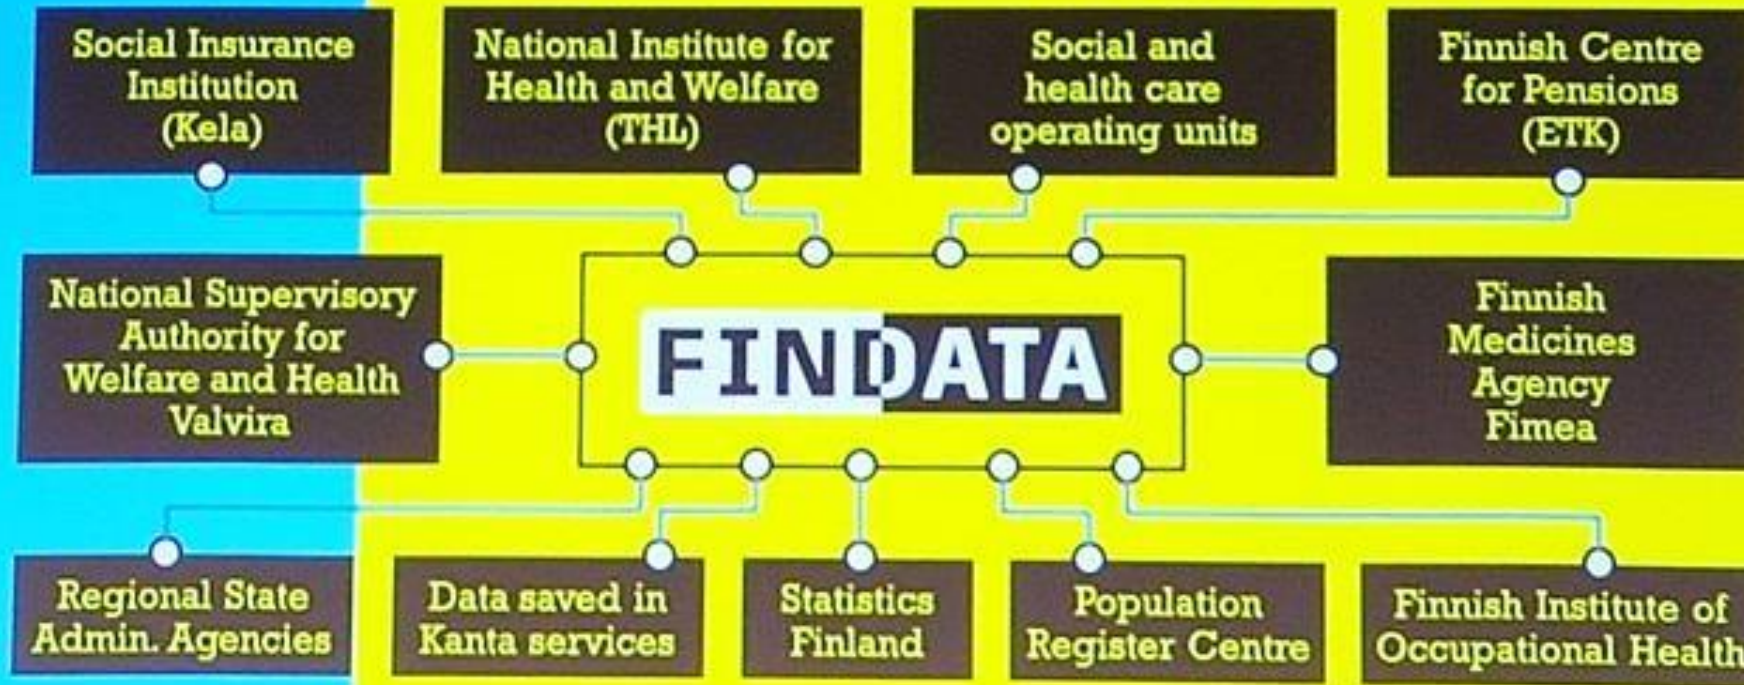 Social Insurance
Institution
(Kela)
National Institute for
Health and Welfare
(THL)
Social and
health care
operating units
Finnish Centre
for Pensions
(ETK)
National Supervisory
Authority for
Welfare and Health
Valvira
FINDATA
Finnish
Medicines
Agency
Fimea
Regional State
Admin. Agencies
Data saved in
Kanta services
Statistics
Finland
Population
Register Centre
Finnish Institute of
Occupational Health